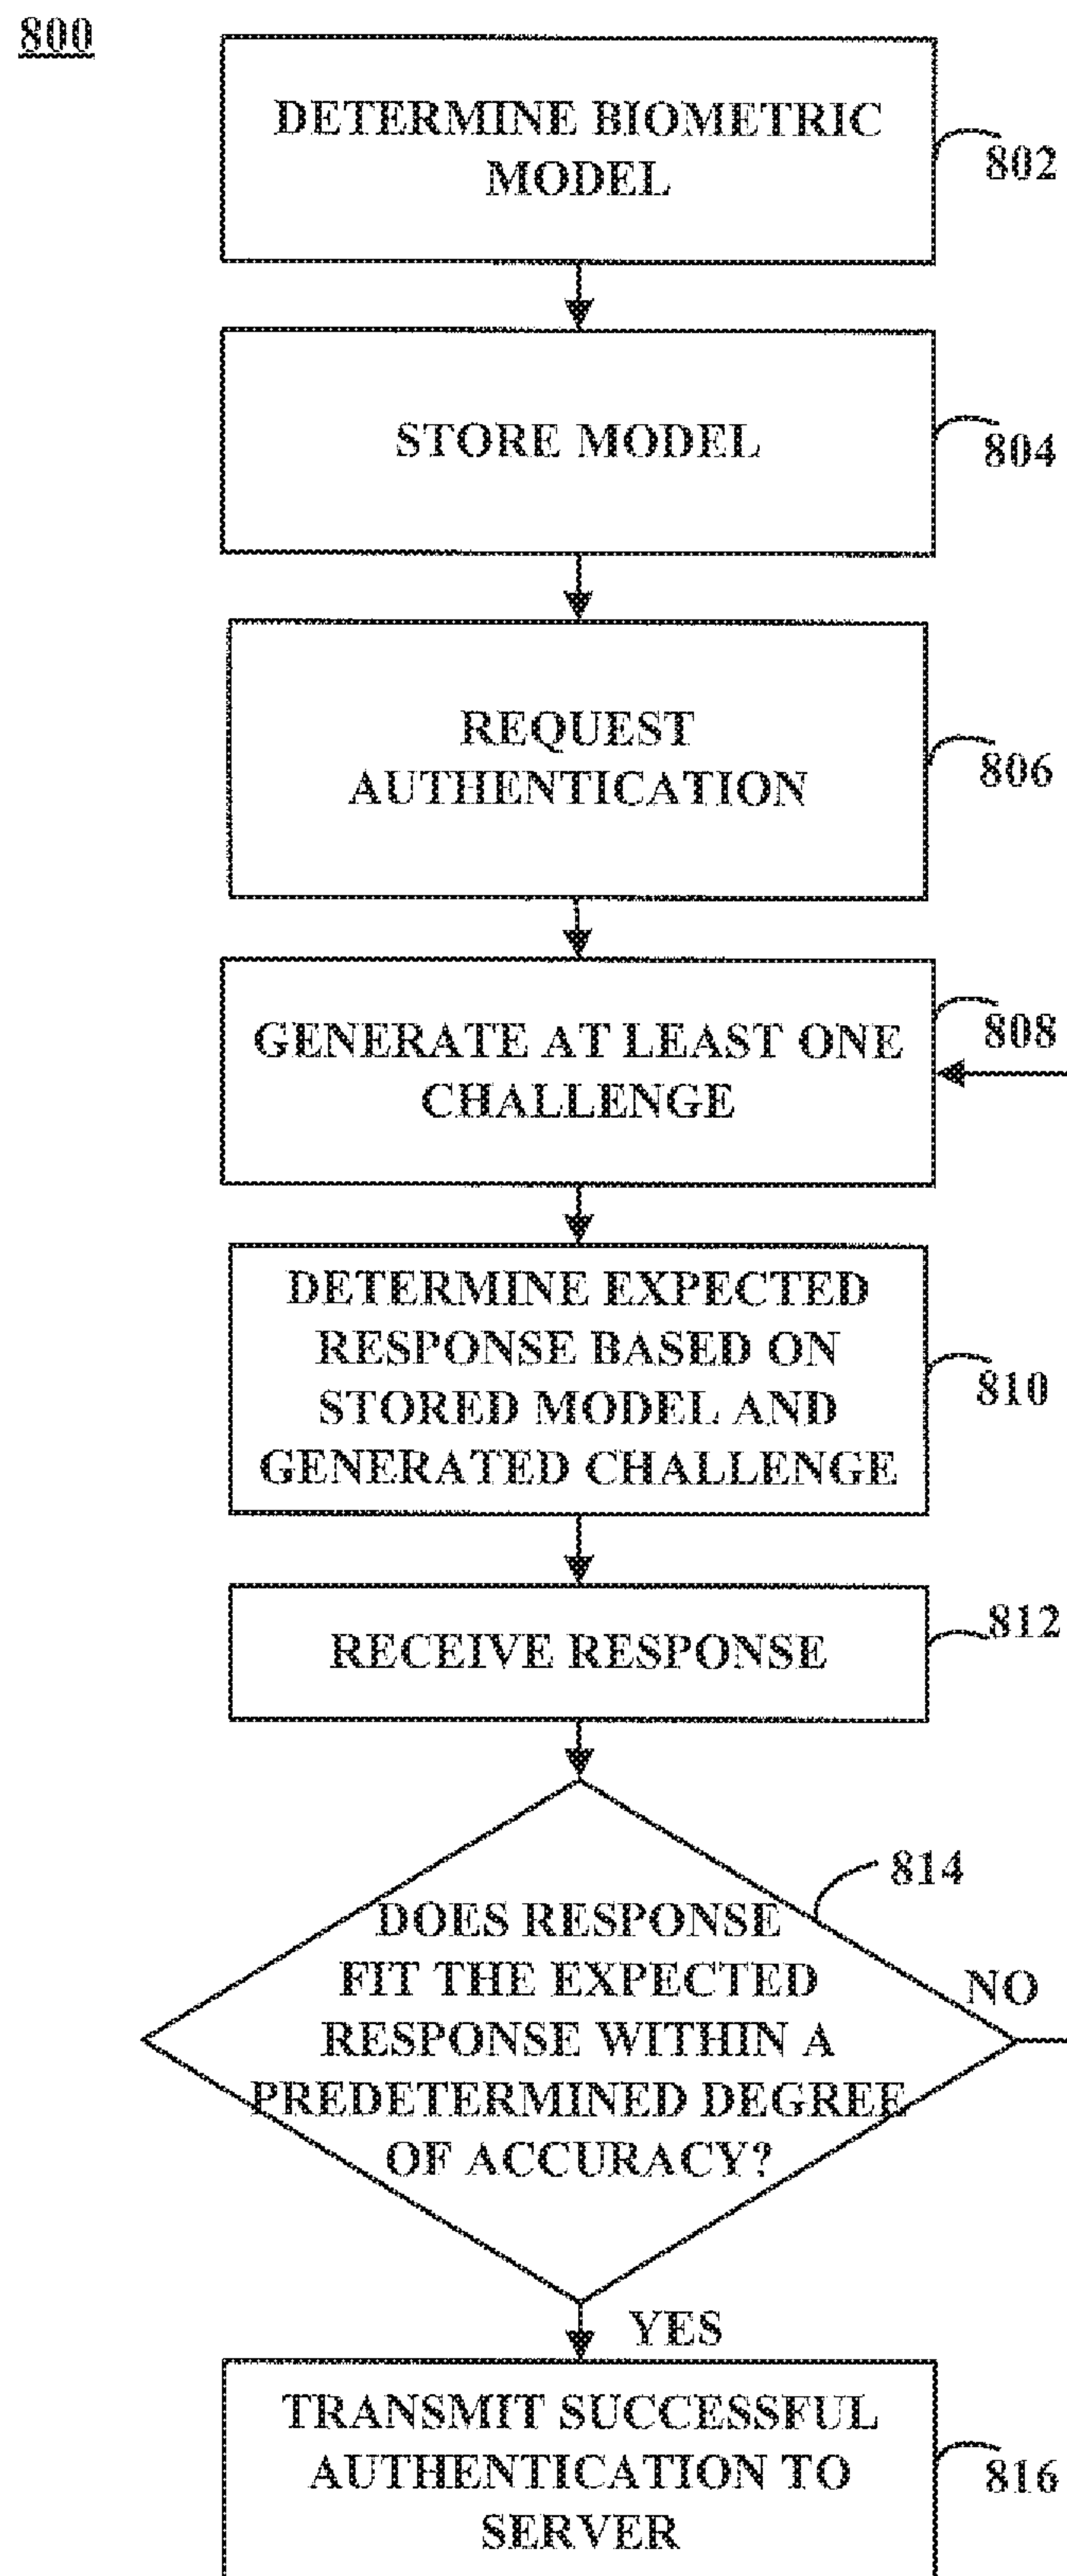 800
DETERMINE BIOMETRIC
MODEL
802
STORE MODEL
804
REQUEST
AUTHENTICATION
806
GENERATE AT LEAST ONE
CHALLENGE
808
DETERMINE EXPECTED
RESPONSE BASED ON
STORED MODEL AND
GENERATED CHALLENGE
810
RECEIVE RESPONSE
812
DOES RESPONSE
FIT THE EXPECTED
RESPONSE WITHIN A
PREDETERMINED DEGREE
OF ACCURACY?
814
NO
YES
TRANSMIT SUCCESSFUL
AUTHENTICATION TO
SERVER
816